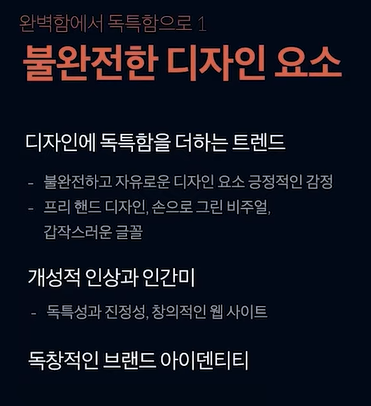 완벽함에서 독특함으로 1
불완전한 디자인 요소
디자인에 독특함을 더하는 트렌드
- 불완전하고 자유로운 디자인 요소 긍정적인 감정
- 프리 핸드 디자인, 손으로 그린 비주얼,
갑작스러운 글꼴
개성적 인상과 인간미
- 독특성과 진정성, 창의적인 웹 사이트
독창적인 브랜드 아이덴티티